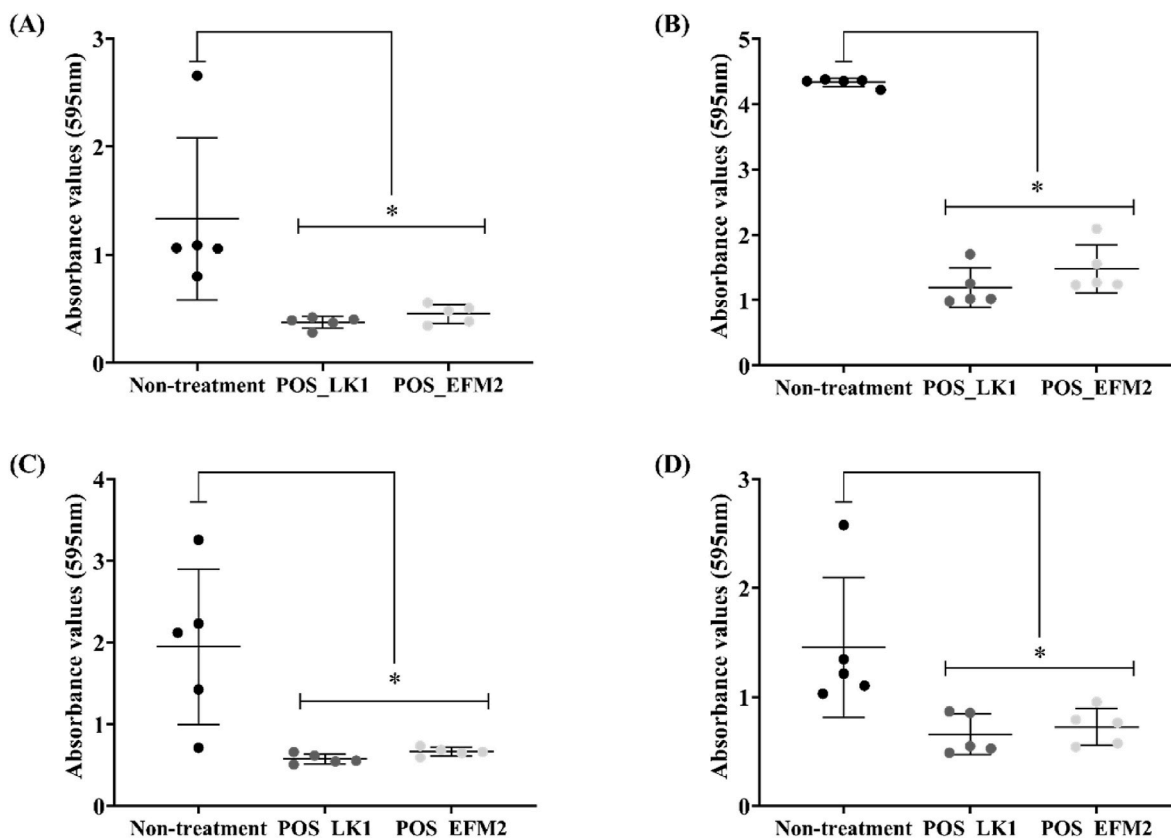 (A)
Absorbance values (595nm)
3
2
1
0
*
Non-treatment POS_LK1 POS_EFM2
(B)
Absorbance values (595nm)
5
4
3
2
1
0
*
Non-treatment POS_LK1 POS_EFM2
(C)
Absorbance values (595nm)
4
3
2
1
0
*
Non-treatment POS_LK1 POS_EFM2
(D)
Absorbance values (595nm)
3
2
1
0
*
Non-treatment POS_LK1 POS_EFM2